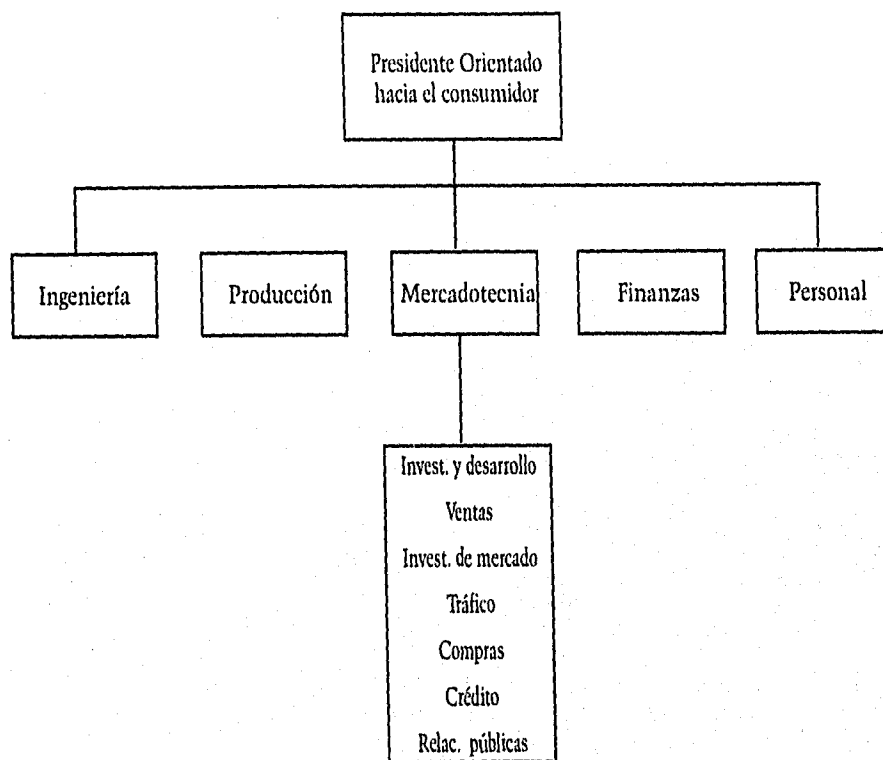 Presidente Orientado
hacia el consumidor
Ingeniería
Producción
Mercadotecnia
Finanzas
Personal
Invest. y desarrollo
Ventas
Invest. de mercado
Tráfico
Compras
Crédito
Relac. públicas